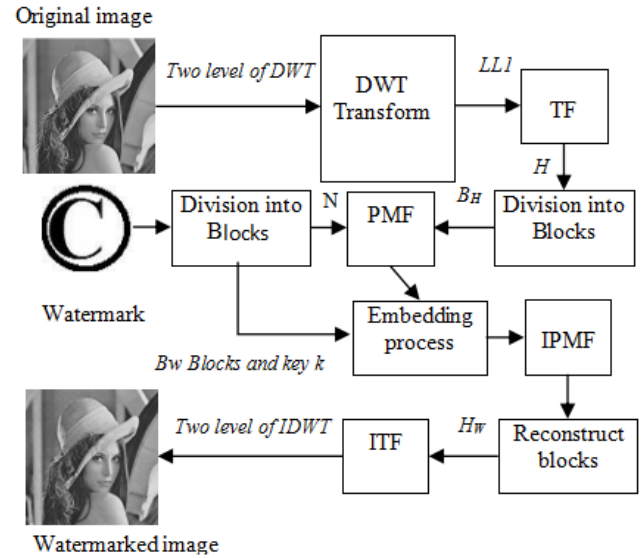 Original image
Two level of DWT
DWT
Transform
LL1
TF
H
C
Division into
Blocks
N
PMF
BH
Division into
Blocks
Watermark
Embedding
process
IPMF
Bw Blocks and key k
Two level of IDWT
ITF
HW
Reconstruct
blocks
Watermarked image